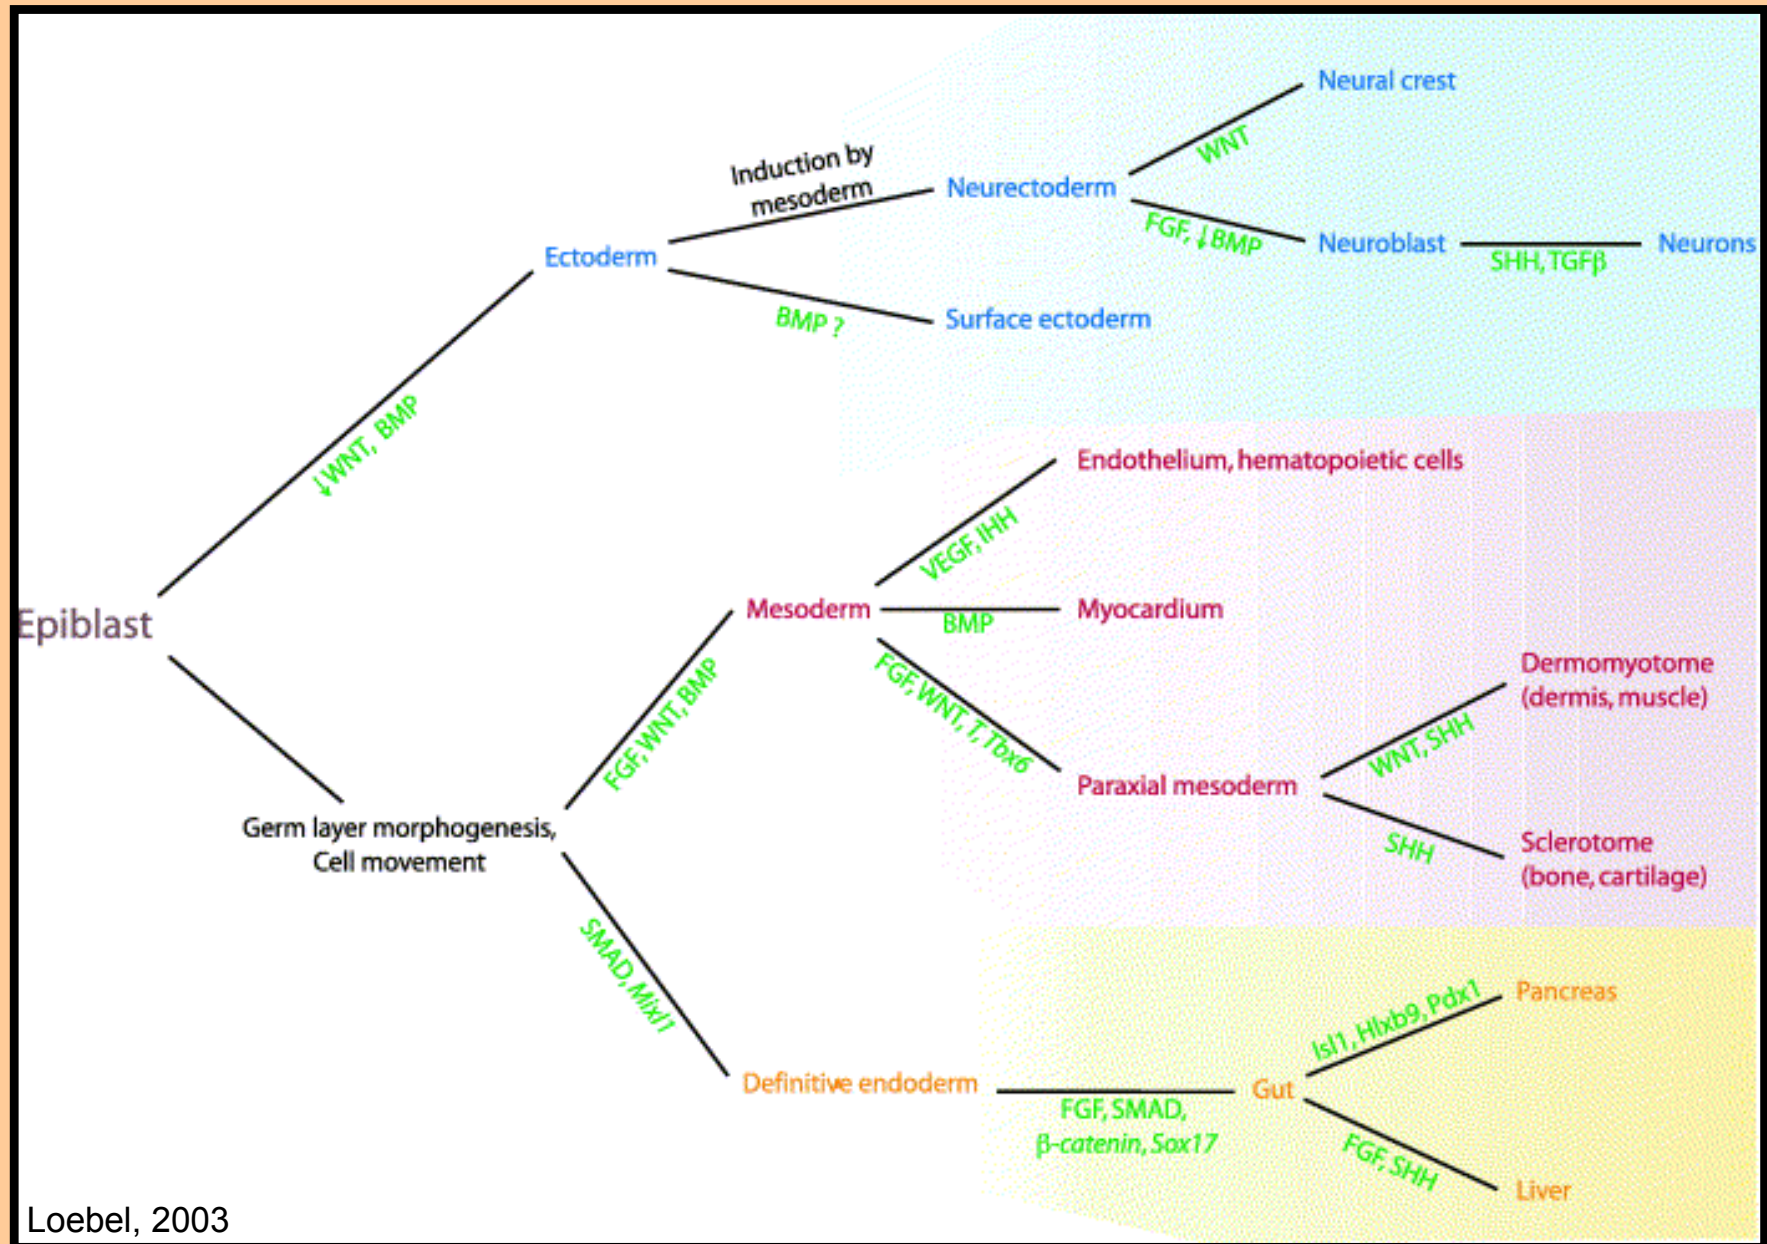 Neural crest
WNT
Induction by
mesoderm
Neurectoderm
FGF, ↓BMP
Neuroblast
SHH, TGFβ
Neurons
Ectoderm
BMP ?
Surface ectoderm
↓WNT, BMP
Endothelium, hematopoietic cells
VEGF, IHH
Epiblast
Mesoderm
BMP
Myocardium
FGF, WNT, BMP
FGF, WNT, T, Tbx6
Dermomyotome
(dermis, muscle)
WNT, SHH
Paraxial mesoderm
Germ layer morphogenesis,
Cell movement
SHH
Sclerotome
(bone, cartilage)
SMAD, Mixl1
Isl1, Hlxb9, Pdx1
Pancreas
Definitive endoderm
FGF, SMAD,
β-catenin, Sox17
Gut
FGF, SHH
Liver
Loebel, 2003